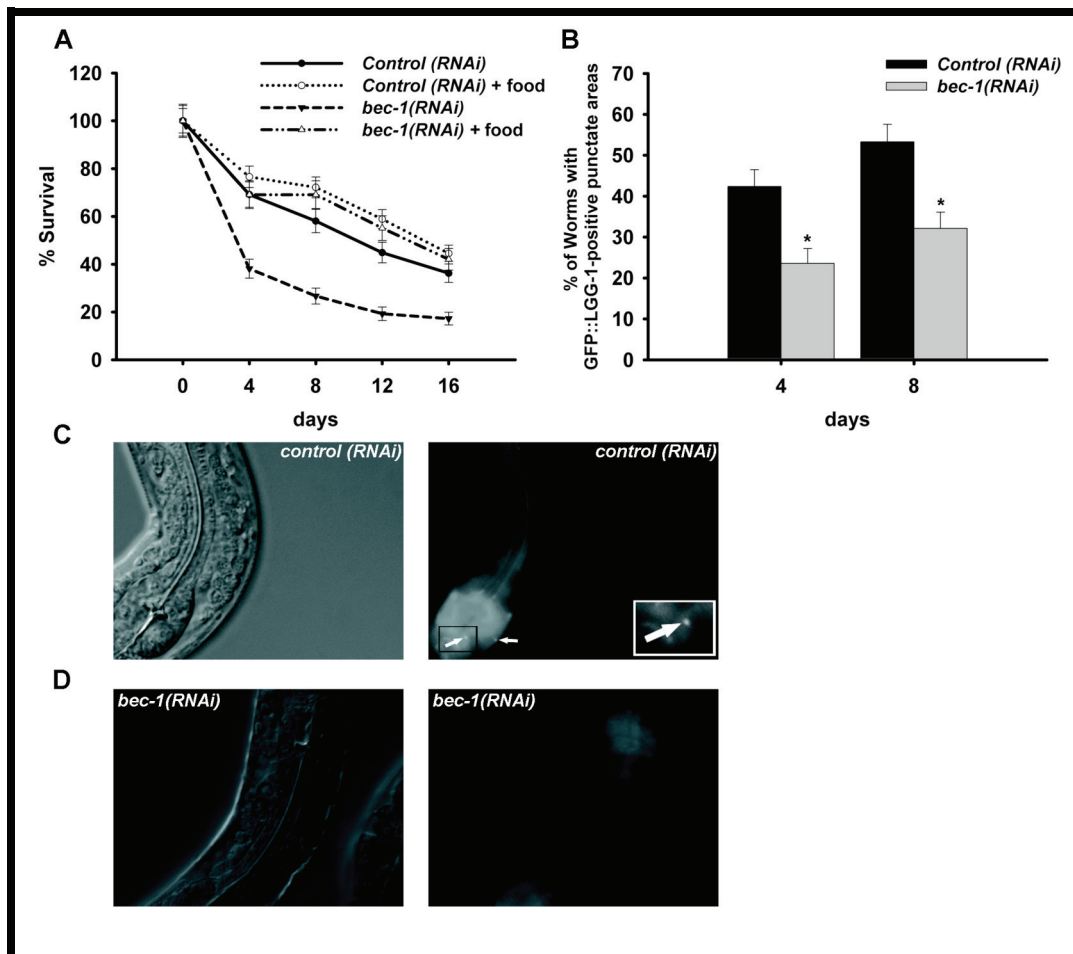 A
Control (RNAi)
Control (RNAi) + food
bec-1(RNAi)
bec-1(RNAi) + food
120
100
80
60
40
20
0
% Survival
0 4 8 12 16
days
B
Control (RNAi)
bec-1(RNAi)
70
60
50
40
30
20
10
0
% of Worms with
GFP::LGG-1-positive punctate areas
* *
4 8
days
C
control (RNAi)
control (RNAi)
D
bec-1(RNAi)
bec-1(RNAi)